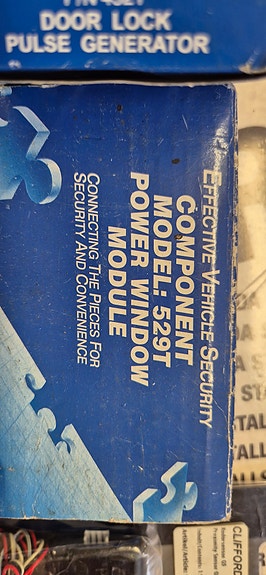 DOOR LOCK
PULSE GENERATOR
EFFECTIVE VEHICLE SECURITY
COMPONENT
MODEL: 529T
POWER WINDOW
MODULE
CONNECTING THE PIECES FOR
SECURITY AND CONVENIENCE
CLIFFORD